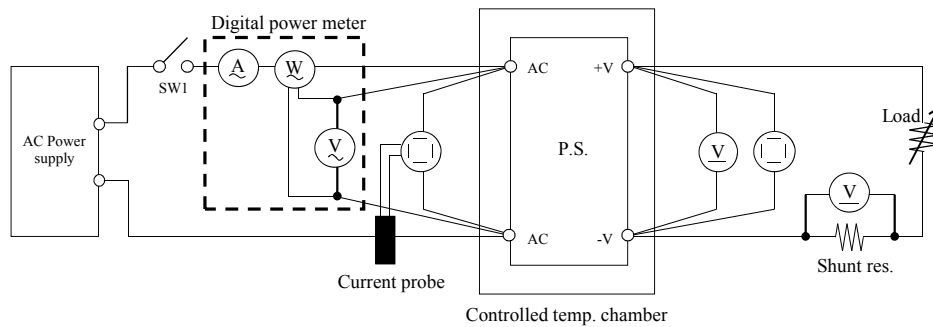 Digital power meter
A
W
SW1
AC
+V
AC Power
supply
V
V
P.S.
Load
V
AC
-V
Current probe
Shunt res.
Controlled temp. chamber